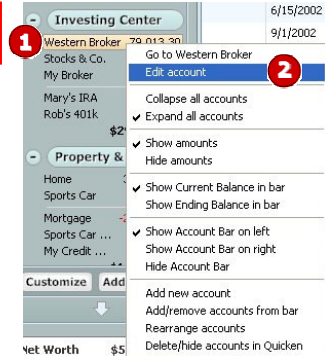 Investing Center
6/15/2002
9/1/2002
1
Western Broker 79,013.30
Stocks & Co.
My Broker
Mary's IRA
Rob's 401k
Property &
Home
Sports Car
Mortgage
Sports Car ...
My Credit ...
Customize Add
Net Worth $5
Go to Western Broker
Edit account
2
Collapse all accounts
Expand all accounts
Show amounts
Hide amounts
Show Current Balance in bar
Show Ending Balance in bar
Show Account Bar on left
Show Account Bar on right
Hide Account Bar
Add new account
Add/remove accounts from bar
Rearrange accounts
Delete/hide accounts in Quicken